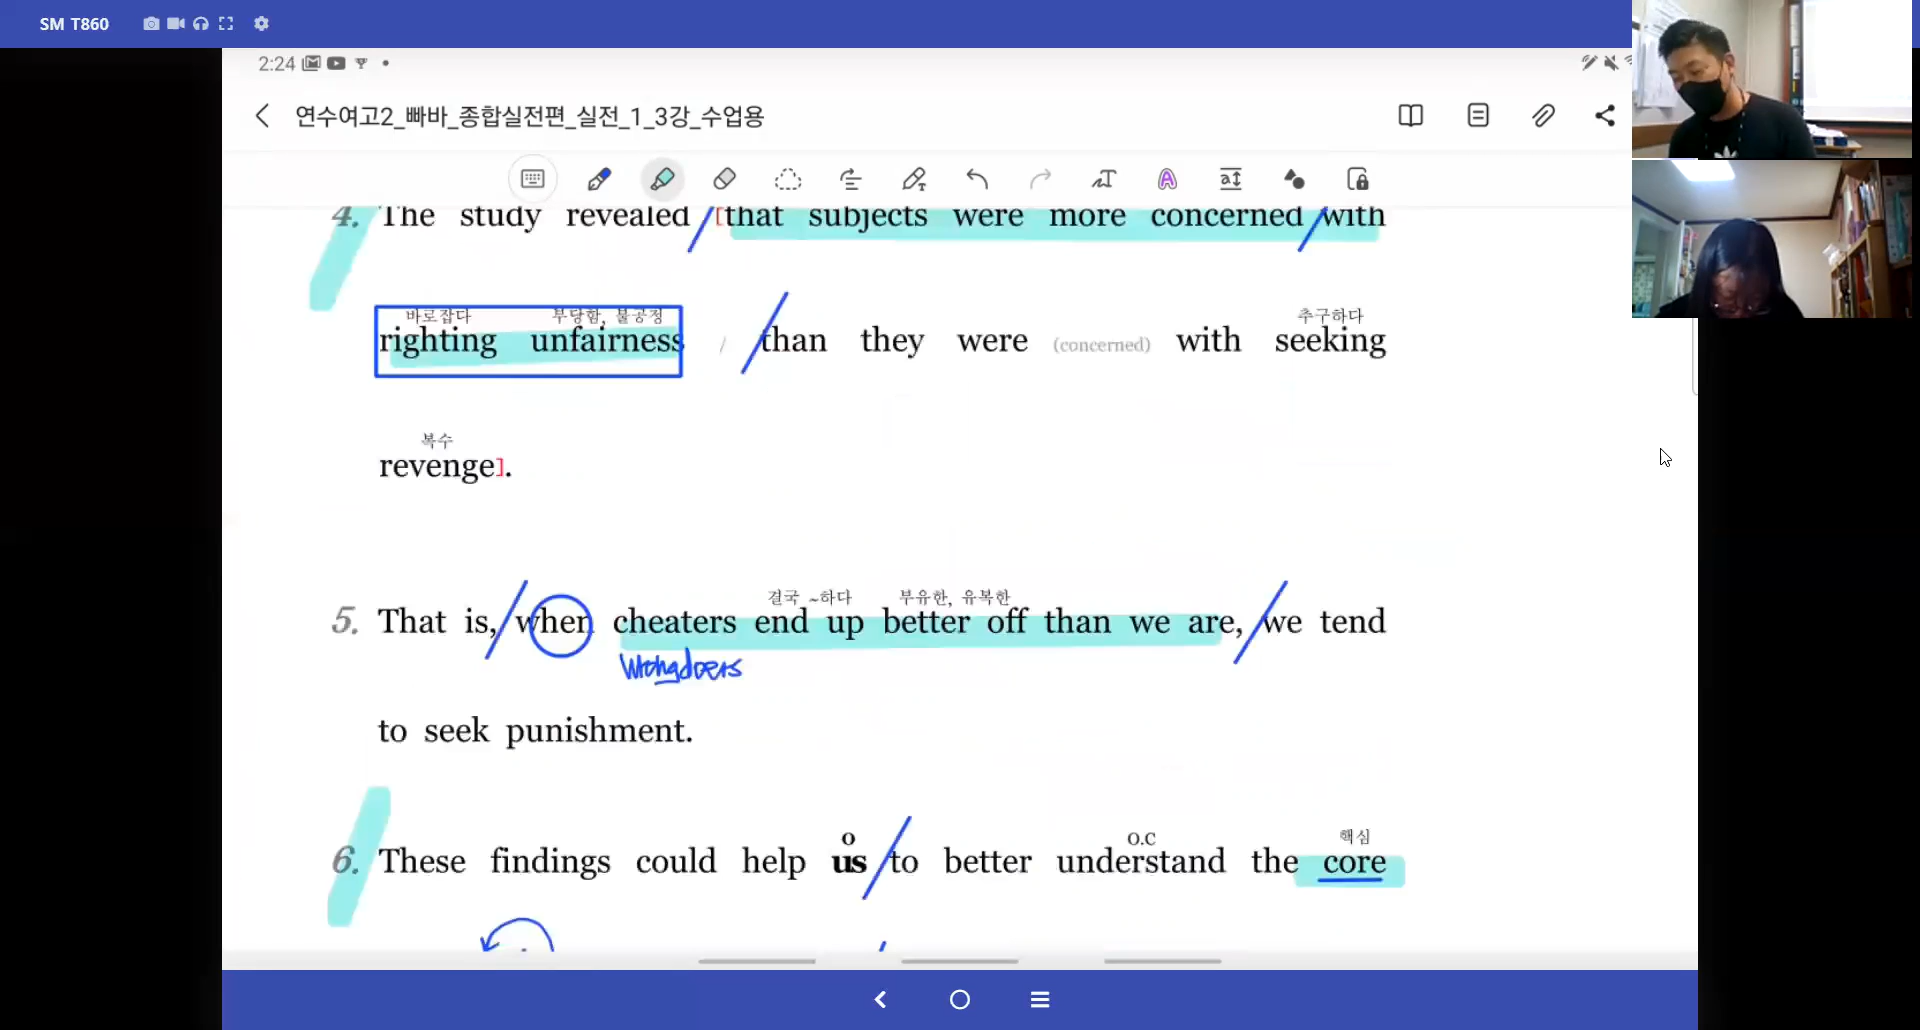 SM T860
2:24
연수여고2_빠바_종합실전편_실전_1_3강_수업용
4. The study revealed / [that subjects were more concerned / with
바로잡다 부당함, 불공정 추구하다
righting unfairness / than they were (concerned) with seeking
복수
revenge].
결국 ~하다 부유한, 유복한
5. That is, when cheaters end up better off than we are, we tend
wrongdoers
to seek punishment.
O O.C 핵심
6. These findings could help us to better understand the core